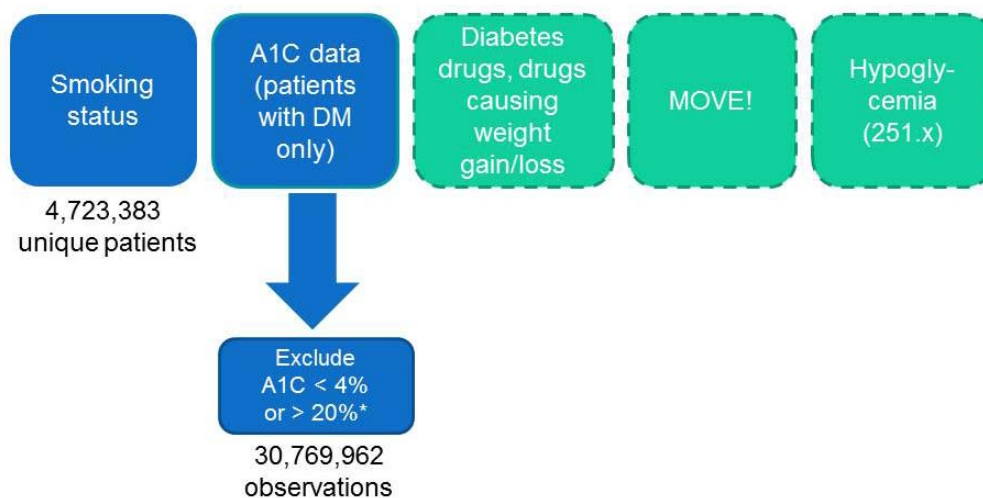 Smoking
status
4,723,383
unique patients
A1C data
(patients
with DM
only)
Exclude
A1C < 4%
or > 20%*
30,769,962
observations
Diabetes
drugs, drugs
causing
weight
gain/loss
MOVE!
Hypogly-
cemia
(251.x)